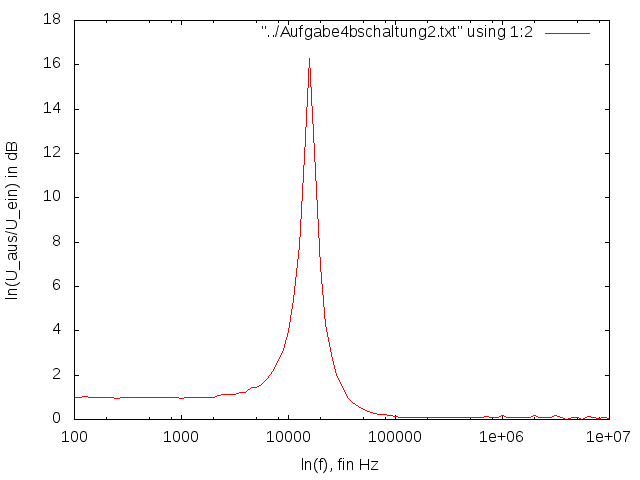 "../Aufgabe4bschaltung2.txt" using 1:2
18
16
14
12
10
8
6
4
2
0
ln(U_aus/U_ein) in dB
100
1000
10000
100000
1e+06
1e+07
ln(f), fin Hz